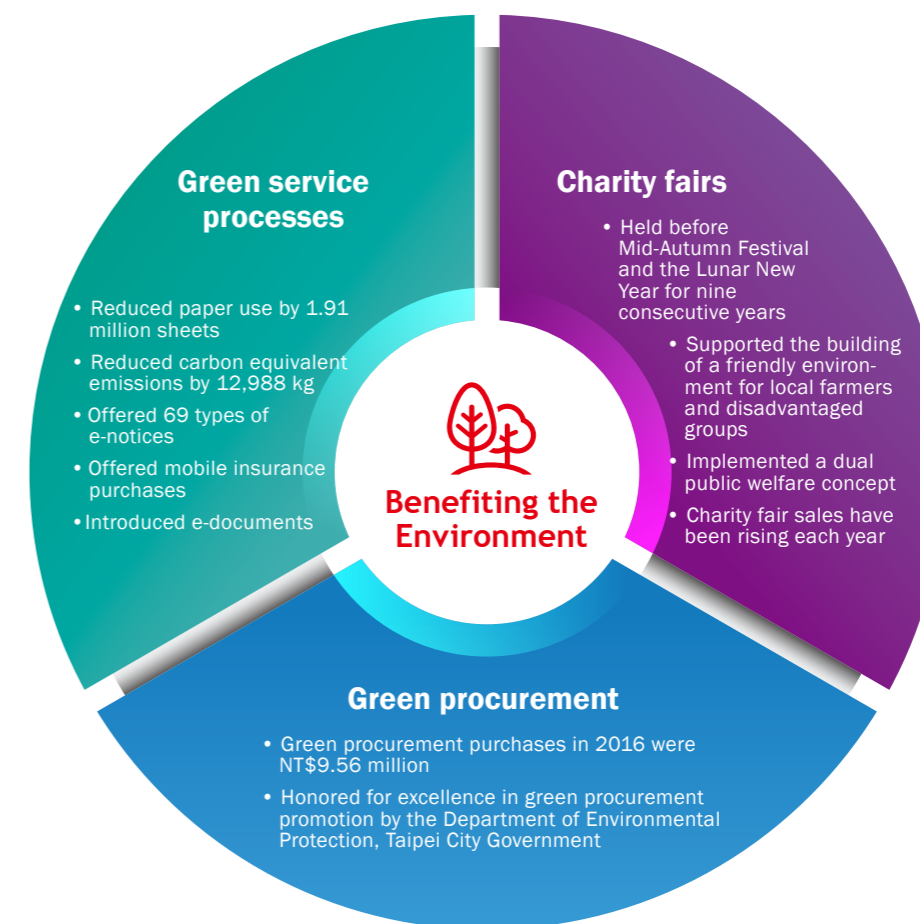 Green service
processes
• Reduced paper use by 1.91
million sheets
• Reduced carbon equivalent
emissions by 12,988 kg
• Offered 69 types of
e-notices
• Offered mobile insurance
purchases
•Introduced e-documents
Charity fairs
• Held before
Mid-Autumn Festival
and the Lunar New
Year for nine
consecutive years
• Supported the building
of a friendly environ-
ment for local farmers
and disadvantaged
groups
• Implemented a dual
public welfare concept
• Charity fair sales have
been rising each year
Benefiting the
Environment
Green procurement
• Green procurement purchases in 2016 were
NT$9.56 million
• Honored for excellence in green procurement
promotion by the Department of Environmental
Protection, Taipei City Government